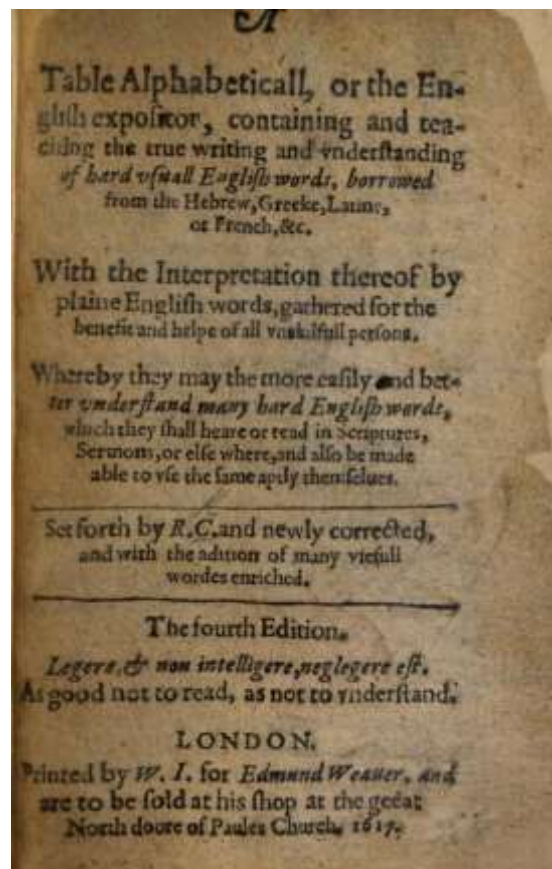 A
Table Alphabeticall, or the En-
gliſh expoſitor, containing and tea-
ching the true writing and vnderſtanding
of hard vſuall Engliſh words, borrowed
from the Hebrew, Greeke, Latine,
or French, &c.
With the Interpretation thereof by
plaine Engliſh words, gathered for the
benefit and helpe of all vnskilfull perſons.
Whereby they may the more eaſily and bet-
ter vnderſtand many hard Engliſh words,
which they ſhall heare or read in Scriptures,
Sermons, or elſe where, and alſo be made
able to vſe the ſame aptly themſelues.
Set forth by R.C. and newly corrected,
and with the adition of many vſefull
wordes enriched.
The fourth Edition.
Legere, & non intelligere, neglegere eſt.
As good not to read, as not to vnderſtand.
LONDON.
Printed by W. I. for Edmund Weauer, and
are to be ſold at his ſhop at the great
North doore of Paules Church. 1617.